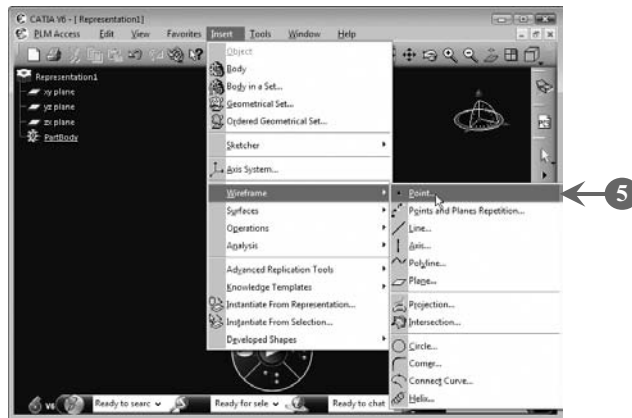 CATIA V6 - [ Representation1]
PLM Access Edit View Favorites Insert Tools Window Help
Representation1
xy plane
yz plane
zx plane
PartBody
Object
Body
Body in a Set...
Geometrical Set...
Ordered Geometrical Set...
Sketcher
Axis System...
Wireframe
Surfaces
Operations
Analysis
Advanced Replication Tools
Knowledge Templates
Instantiate From Representation...
Instantiate From Selection...
Developed Shapes
Point...
Points and Planes Repetition...
Line...
Axis...
Polyline...
Plane...
Projection...
Intersection...
Circle...
Corner...
Connect Curve...
Helix...
5
V6 Ready to searc Ready for sele Ready to chat